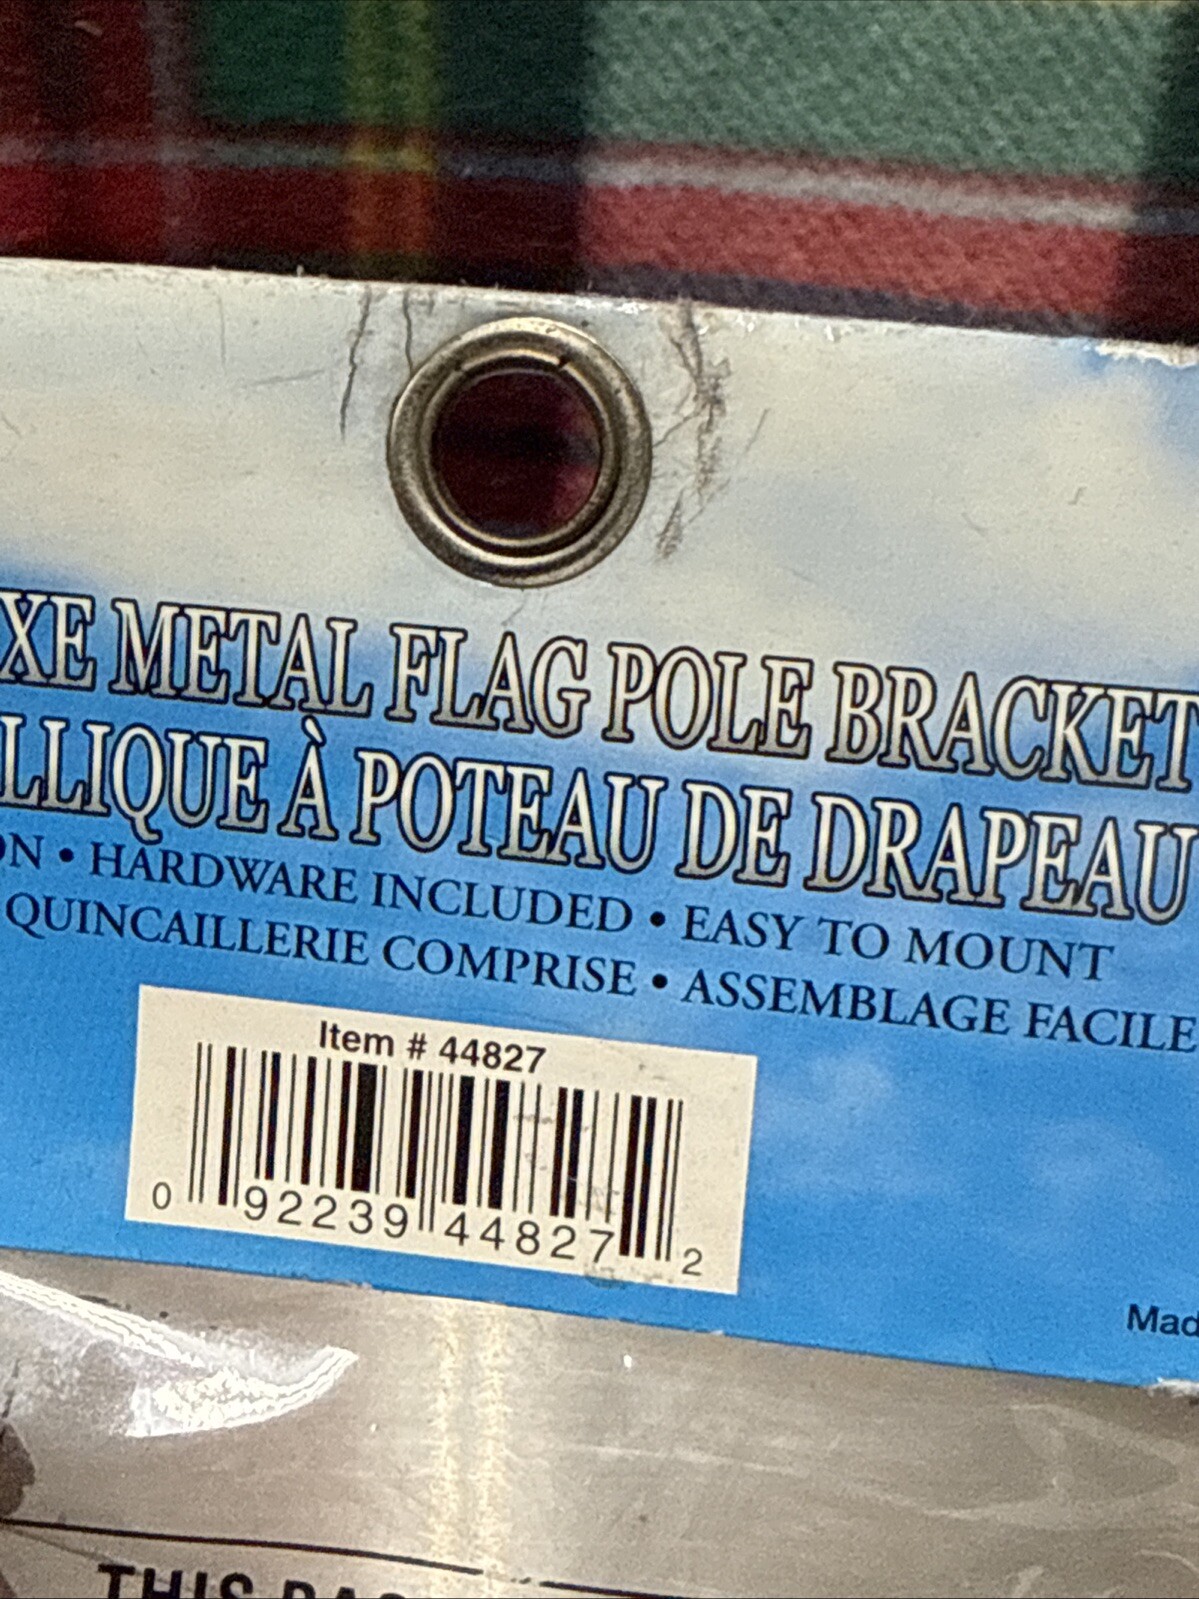 XE METAL FLAG POLE BRACKET
LLIQUE À POTEAU DE DRAPEAU
ON • HARDWARE INCLUDED • EASY TO MOUNT
QUINCAILLERIE COMPRISE • ASSEMBLAGE FACILE
Item # 44827
0 92239 44827 2
Mad
THIS